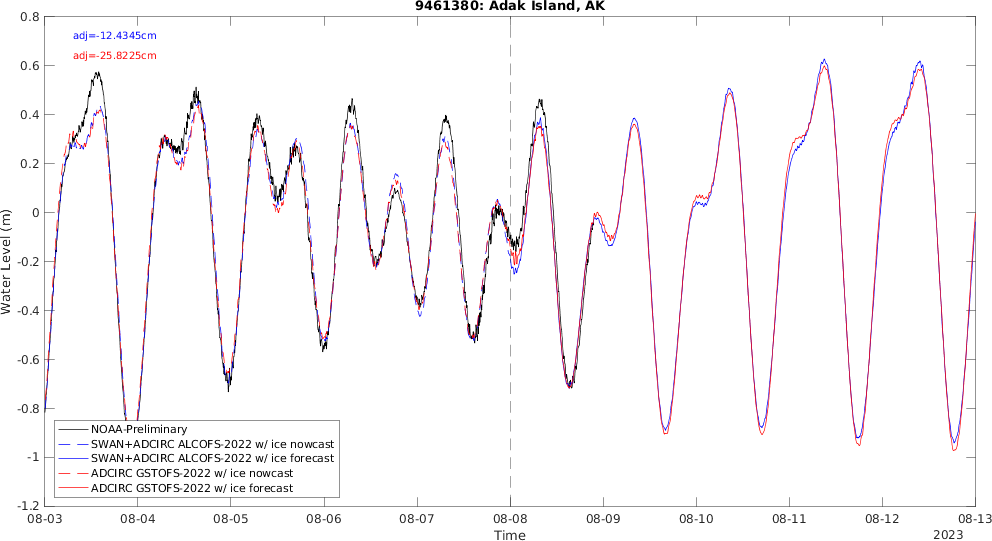 9461380: Adak Island, AK
adj=-12.4345cm
adj=-25.8225cm
Water Level (m)
0.8
0.6
0.4
0.2
0
-0.2
-0.4
-0.6
-0.8
-1
-1.2
NOAA-Preliminary
SWAN+ADCIRC ALCOFS-2022 w/ ice nowcast
SWAN+ADCIRC ALCOFS-2022 w/ ice forecast
ADCIRC GSTOFS-2022 w/ ice nowcast
ADCIRC GSTOFS-2022 w/ ice forecast
08-03 08-04 08-05 08-06 08-07 08-08 08-09 08-10 08-11 08-12 08-13
Time
2023